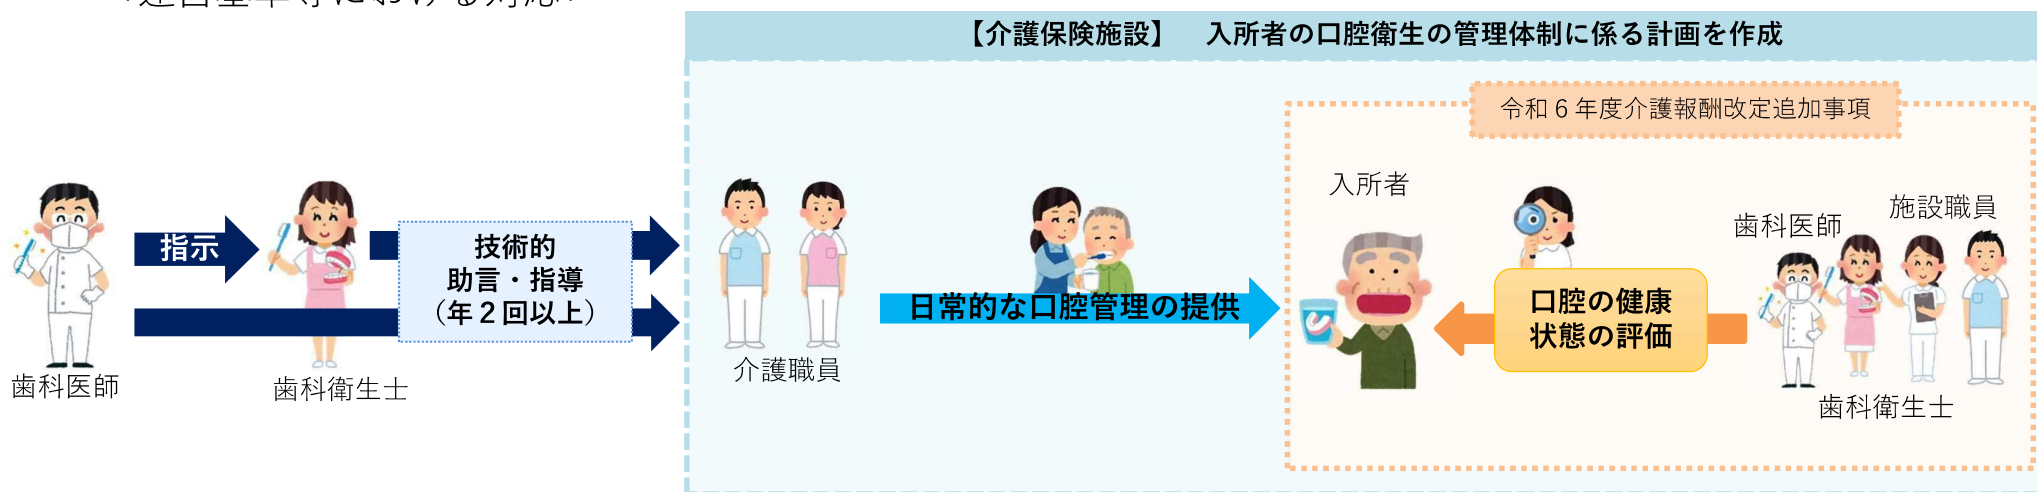 【介護保険施設】 入所者の口腔衛生の管理体制に係る計画を作成
令和６年度介護報酬改定追加事項
歯科医師
指示
歯科衛生士
技術的
助言・指導
（年２回以上）
介護職員
日常的な口腔管理の提供
入所者
口腔の健康
状態の評価
歯科医師
施設職員
歯科衛生士